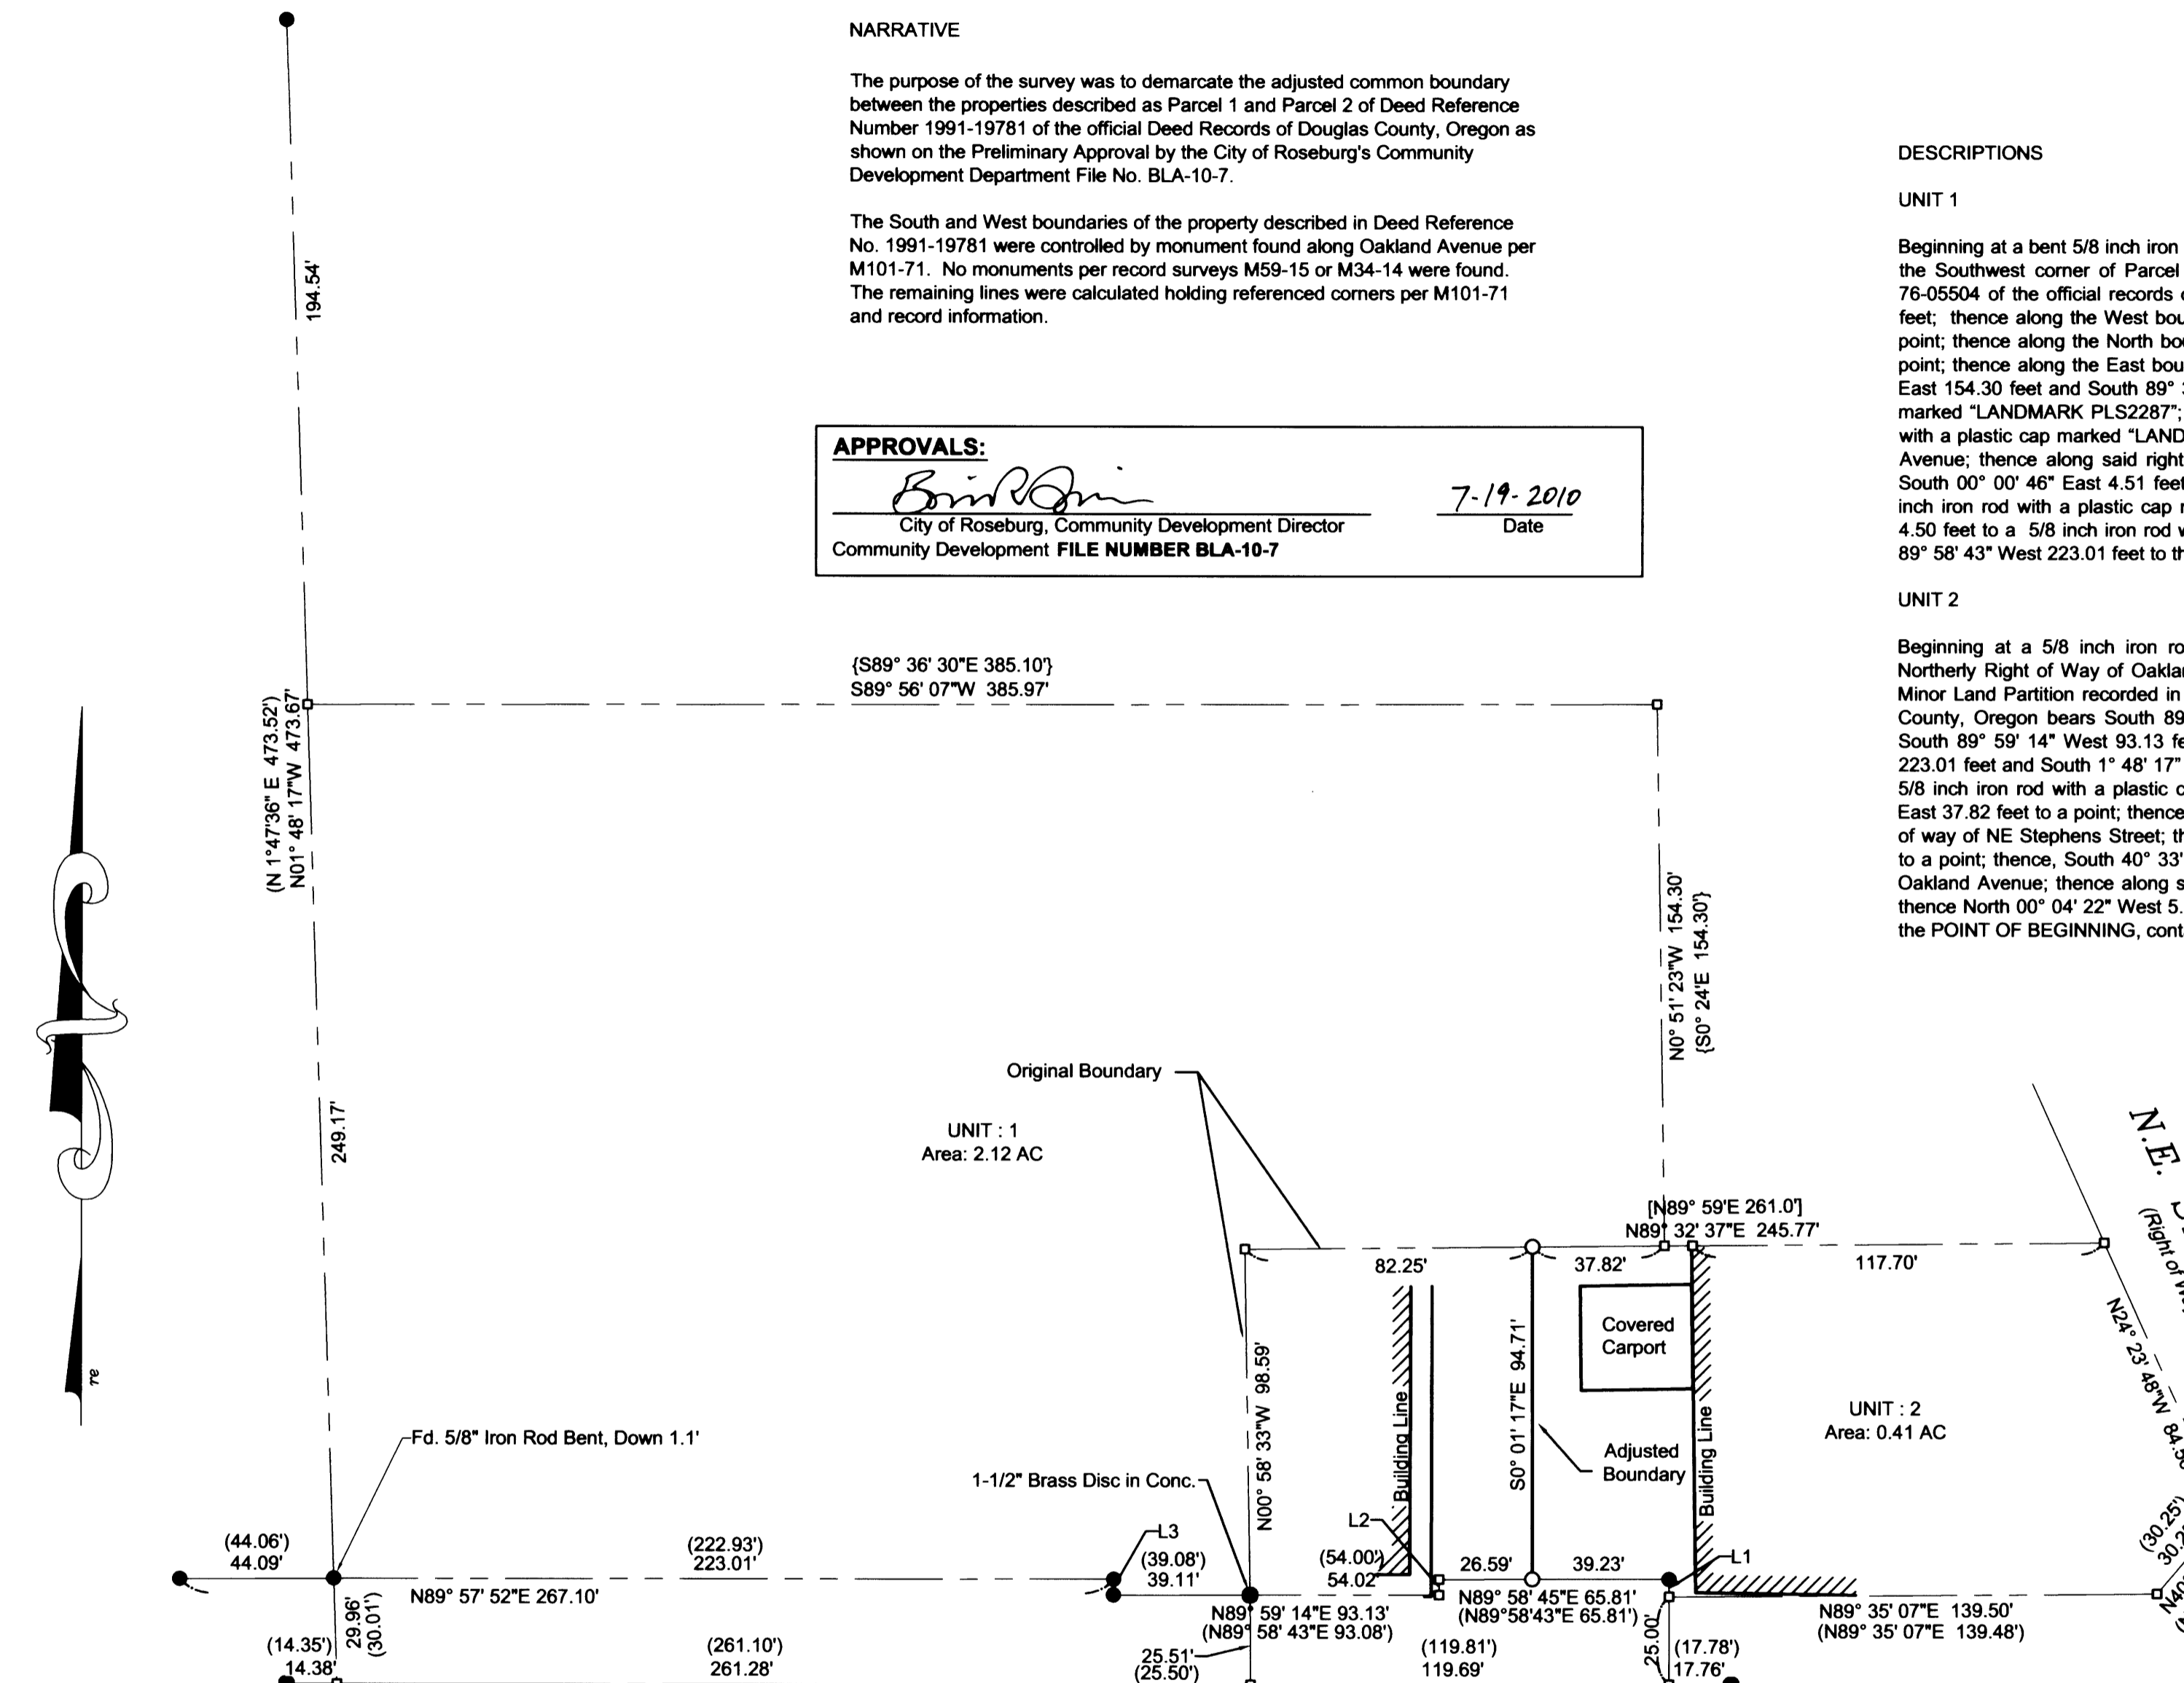 NARRATIVE
The purpose of the survey was to demarcate the adjusted common boundary
between the properties described as Parcel 1 and Parcel 2 of Deed Reference
Number 1991-19781 of the official Deed Records of Douglas County, Oregon as
shown on the Preliminary Approval by the City of Roseburg's Community
Development Department File No. BLA-10-7.
The South and West boundaries of the property described in Deed Reference
No. 1991-19781 were controlled by monument found along Oakland Avenue per
M101-71. No monuments per record surveys M59-15 or M34-14 were found.
The remaining lines were calculated holding referenced corners per M101-71
and record information.
APPROVALS:
7-19-2010
City of Roseburg, Community Development Director
Date
Community Development FILE NUMBER BLA-10-7
DESCRIPTIONS
UNIT 1
Beginning at a bent 5/8 inch iron
the Southwest corner of Parcel
76-05504 of the official records
feet; thence along the West
point; thence along the North
point; thence along the East
East 154.30 feet and South 89°
marked “LANDMARK PLS2287”;
with a plastic cap marked
Avenue; thence along said right
South 00° 00' 46" East 4.51
inch iron rod with a plastic cap
4.50 feet to a 5/8 inch iron rod
89° 58' 43" West 223.01 feet to
UNIT 2
Beginning at a 5/8 inch iron
Northerly Right of Way of
Minor Land Partition recorded in
County, Oregon bears South 89
South 89° 59' 14" West 93.13
223.01 feet and South 1° 48' 17"
5/8 inch iron rod with a plastic
East 37.82 feet to a point; thence
of way of NE Stephens Street;
to a point; thence, South 40° 33'
Oakland Avenue; thence along
thence North 00° 04' 22" West 5.
the POINT OF BEGINNING,
194.54'
{S89° 36' 30"E 385.10'}
S89° 56' 07"W 385.97'
(N 1°47'36" E 473.52')
N01° 48' 17"W 473.67'
N0° 51' 23"W 154.30'
{S0° 24'E 154.30'}
249.17'
Original Boundary
UNIT : 1
Area: 2.12 AC
N.E.
(Right of
[N89° 59'E 261.0']
N89° 32' 37"E 245.77'
82.25'
37.82'
117.70'
Covered
Carport
N24° 23' 48"W 84.
S0° 01' 17"E 94.71'
N00° 58' 33"W 98.59'
Building Line
Building Line
UNIT : 2
Area: 0.41 AC
Adjusted
Boundary
re
Fd. 5/8" Iron Rod Bent, Down 1.1'
1-1/2" Brass Disc in Conc.
L3
L2
L1
(44.06')
44.09'
(222.93')
223.01'
(39.08')
39.11'
(54.00')
54.02'
26.59'
39.23'
(30.25')
N89° 57' 52"E 267.10'
N89° 59' 14"E 93.13'
(N89° 58' 43"E 93.08')
N89° 58' 45"E 65.81'
(N89°58'43"E 65.81')
N89° 35' 07"E 139.50'
(N89° 35' 07"E 139.48')
29.96'
(30.01')
(14.35')
14.38'
(261.10')
261.28'
25.51'
(25.50')
(119.81')
119.69'
25.00'
(17.78')
17.76'